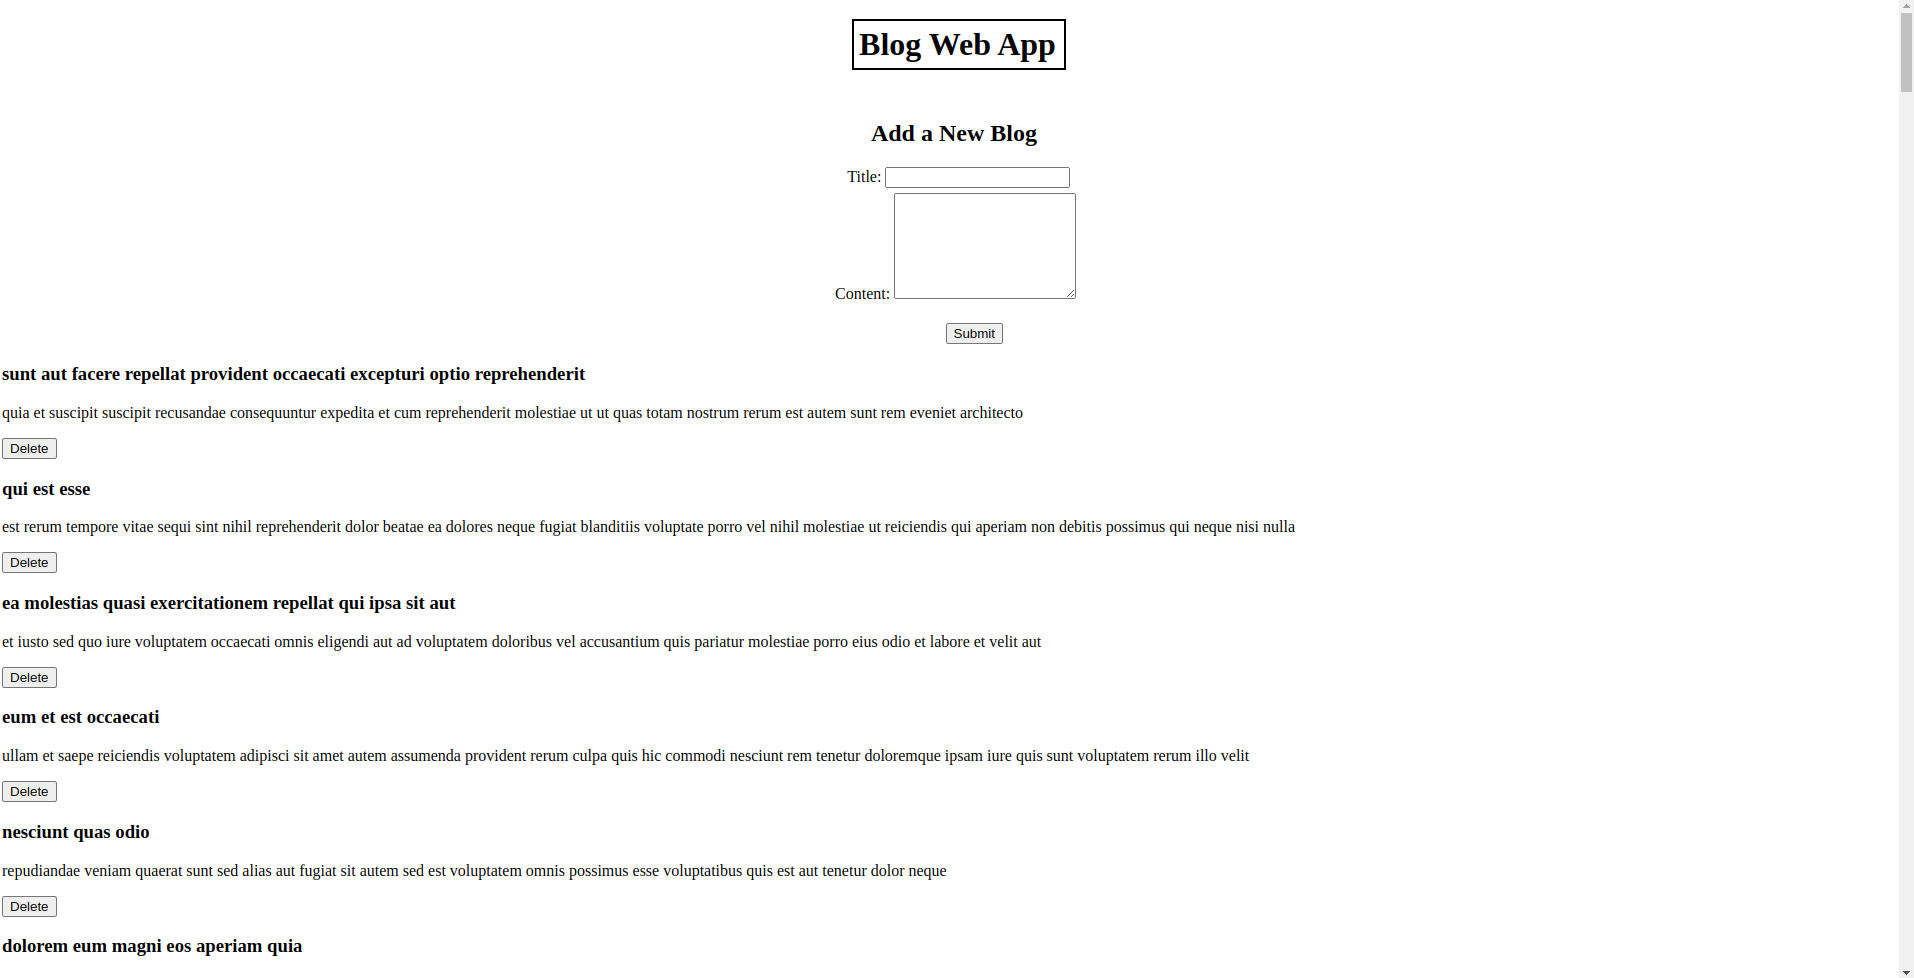 Blog Web App
Add a New Blog
Title:
Content:
Submit
sunt aut facere repellat provident occaecati excepturi optio reprehenderit
quia et suscipit suscipit recusandae consequuntur expedita et cum reprehenderit molestiae ut ut quas totam nostrum rerum est autem sunt rem eveniet architecto
Delete
qui est esse
est rerum tempore vitae sequi sint nihil reprehenderit dolor beatae ea dolores neque fugiat blanditiis voluptate porro vel nihil molestiae ut reiciendis qui aperiam non debitis possimus qui neque nisi nulla
Delete
ea molestias quasi exercitationem repellat qui ipsa sit aut
et iusto sed quo iure voluptatem occaecati omnis eligendi aut ad voluptatem doloribus vel accusantium quis pariatur molestiae porro eius odio et labore et velit aut
Delete
eum et est occaecati
ullam et saepe reiciendis voluptatem adipisci sit amet autem assumenda provident rerum culpa quis hic commodi nesciunt rem tenetur doloremque ipsam iure quis sunt voluptatem rerum illo velit
Delete
nesciunt quas odio
repudiandae veniam quaerat sunt sed alias aut fugiat sit autem sed est voluptatem omnis possimus esse voluptatibus quis est aut tenetur dolor neque
Delete
dolorem eum magni eos aperiam quia